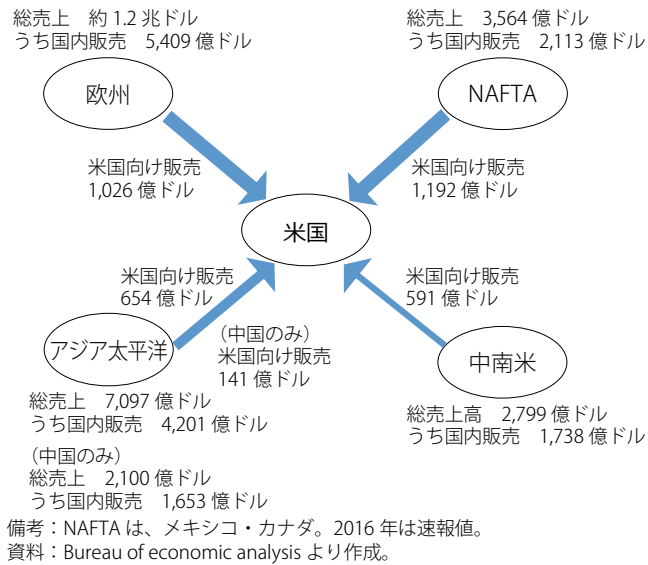 総売上　約 1.2 兆ドル
うち国内販売　5,409 億ドル
欧州
総売上　3,564 億ドル
うち国内販売　2,113 億ドル
NAFTA
米国向け販売
1,026 億ドル
米国向け販売
1,192 億ドル
米国
米国向け販売
654 億ドル
米国向け販売
591 億ドル
（中国のみ）
米国向け販売
141 億ドル
アジア太平洋
総売上　7,097 億ドル
うち国内販売　4,201 億ドル
（中国のみ）
総売上　2,100 億ドル
うち国内販売　1,653 億ドル
中南米
総売上高　2,799 億ドル
うち国内販売　1,738 億ドル
備考：NAFTA は、メキシコ・カナダ。2016 年は速報値。
資料：Bureau of economic analysis より作成。